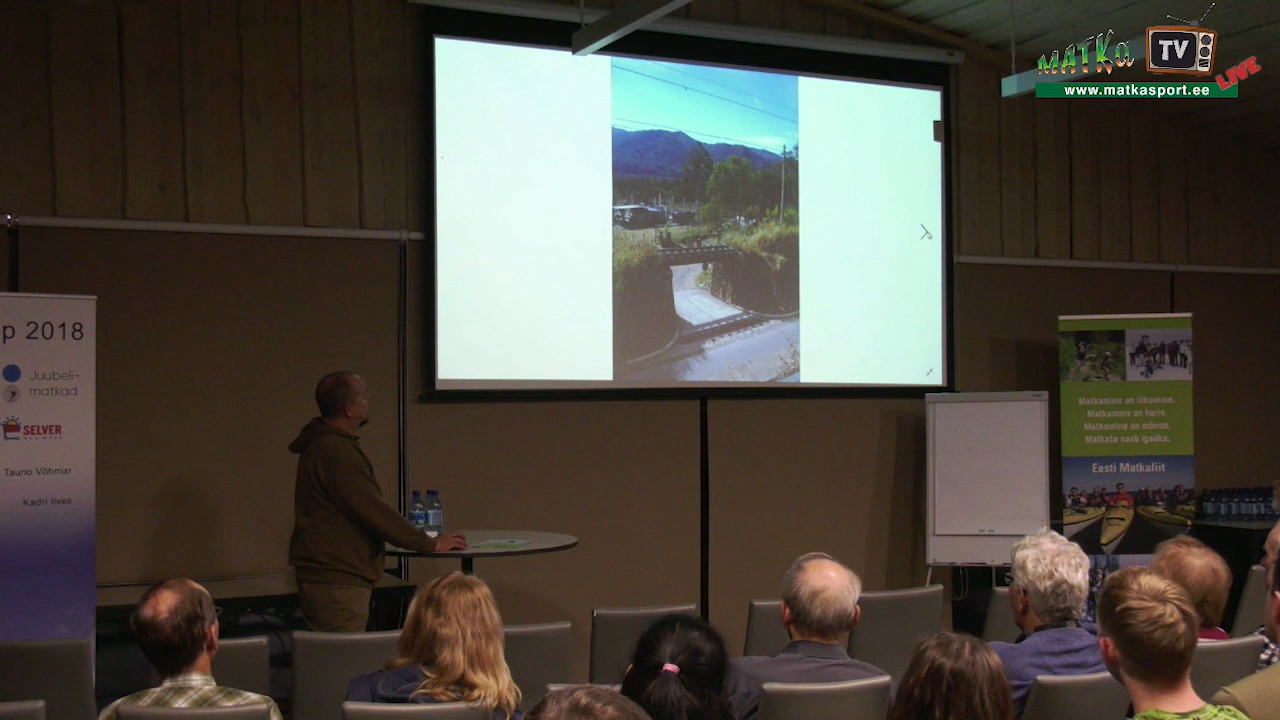 MATKa
TV
LIVE
www.matkasport.ee
p 2018
Juubeli-
matkad
SELVER
Tauno Võhmar
Kadri Ilves
Matkamine on liikumine.
Matkamine on hariv.
Matkamine on mõnus.
Matkata saab igaüks.
Eesti Matkaliit